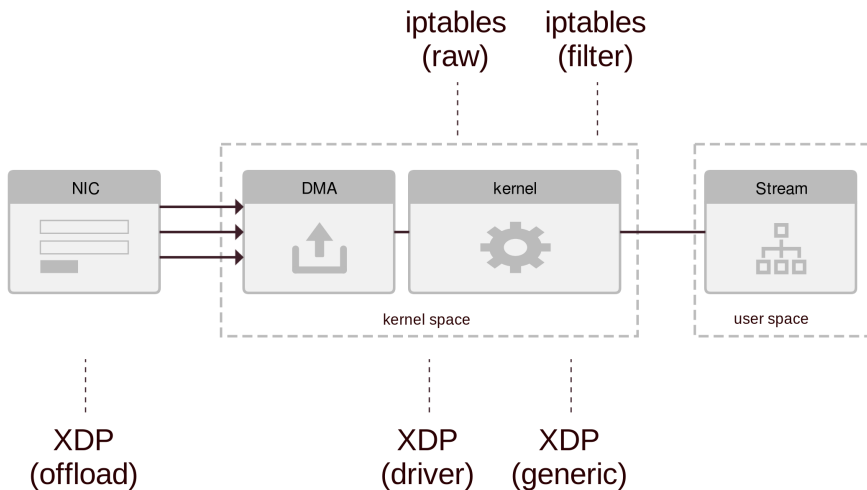 iptables
(raw)
iptables
(filter)
NIC
DMA
kernel
Stream
kernel space
user space
XDP
(offload)
XDP
(driver)
XDP
(generic)